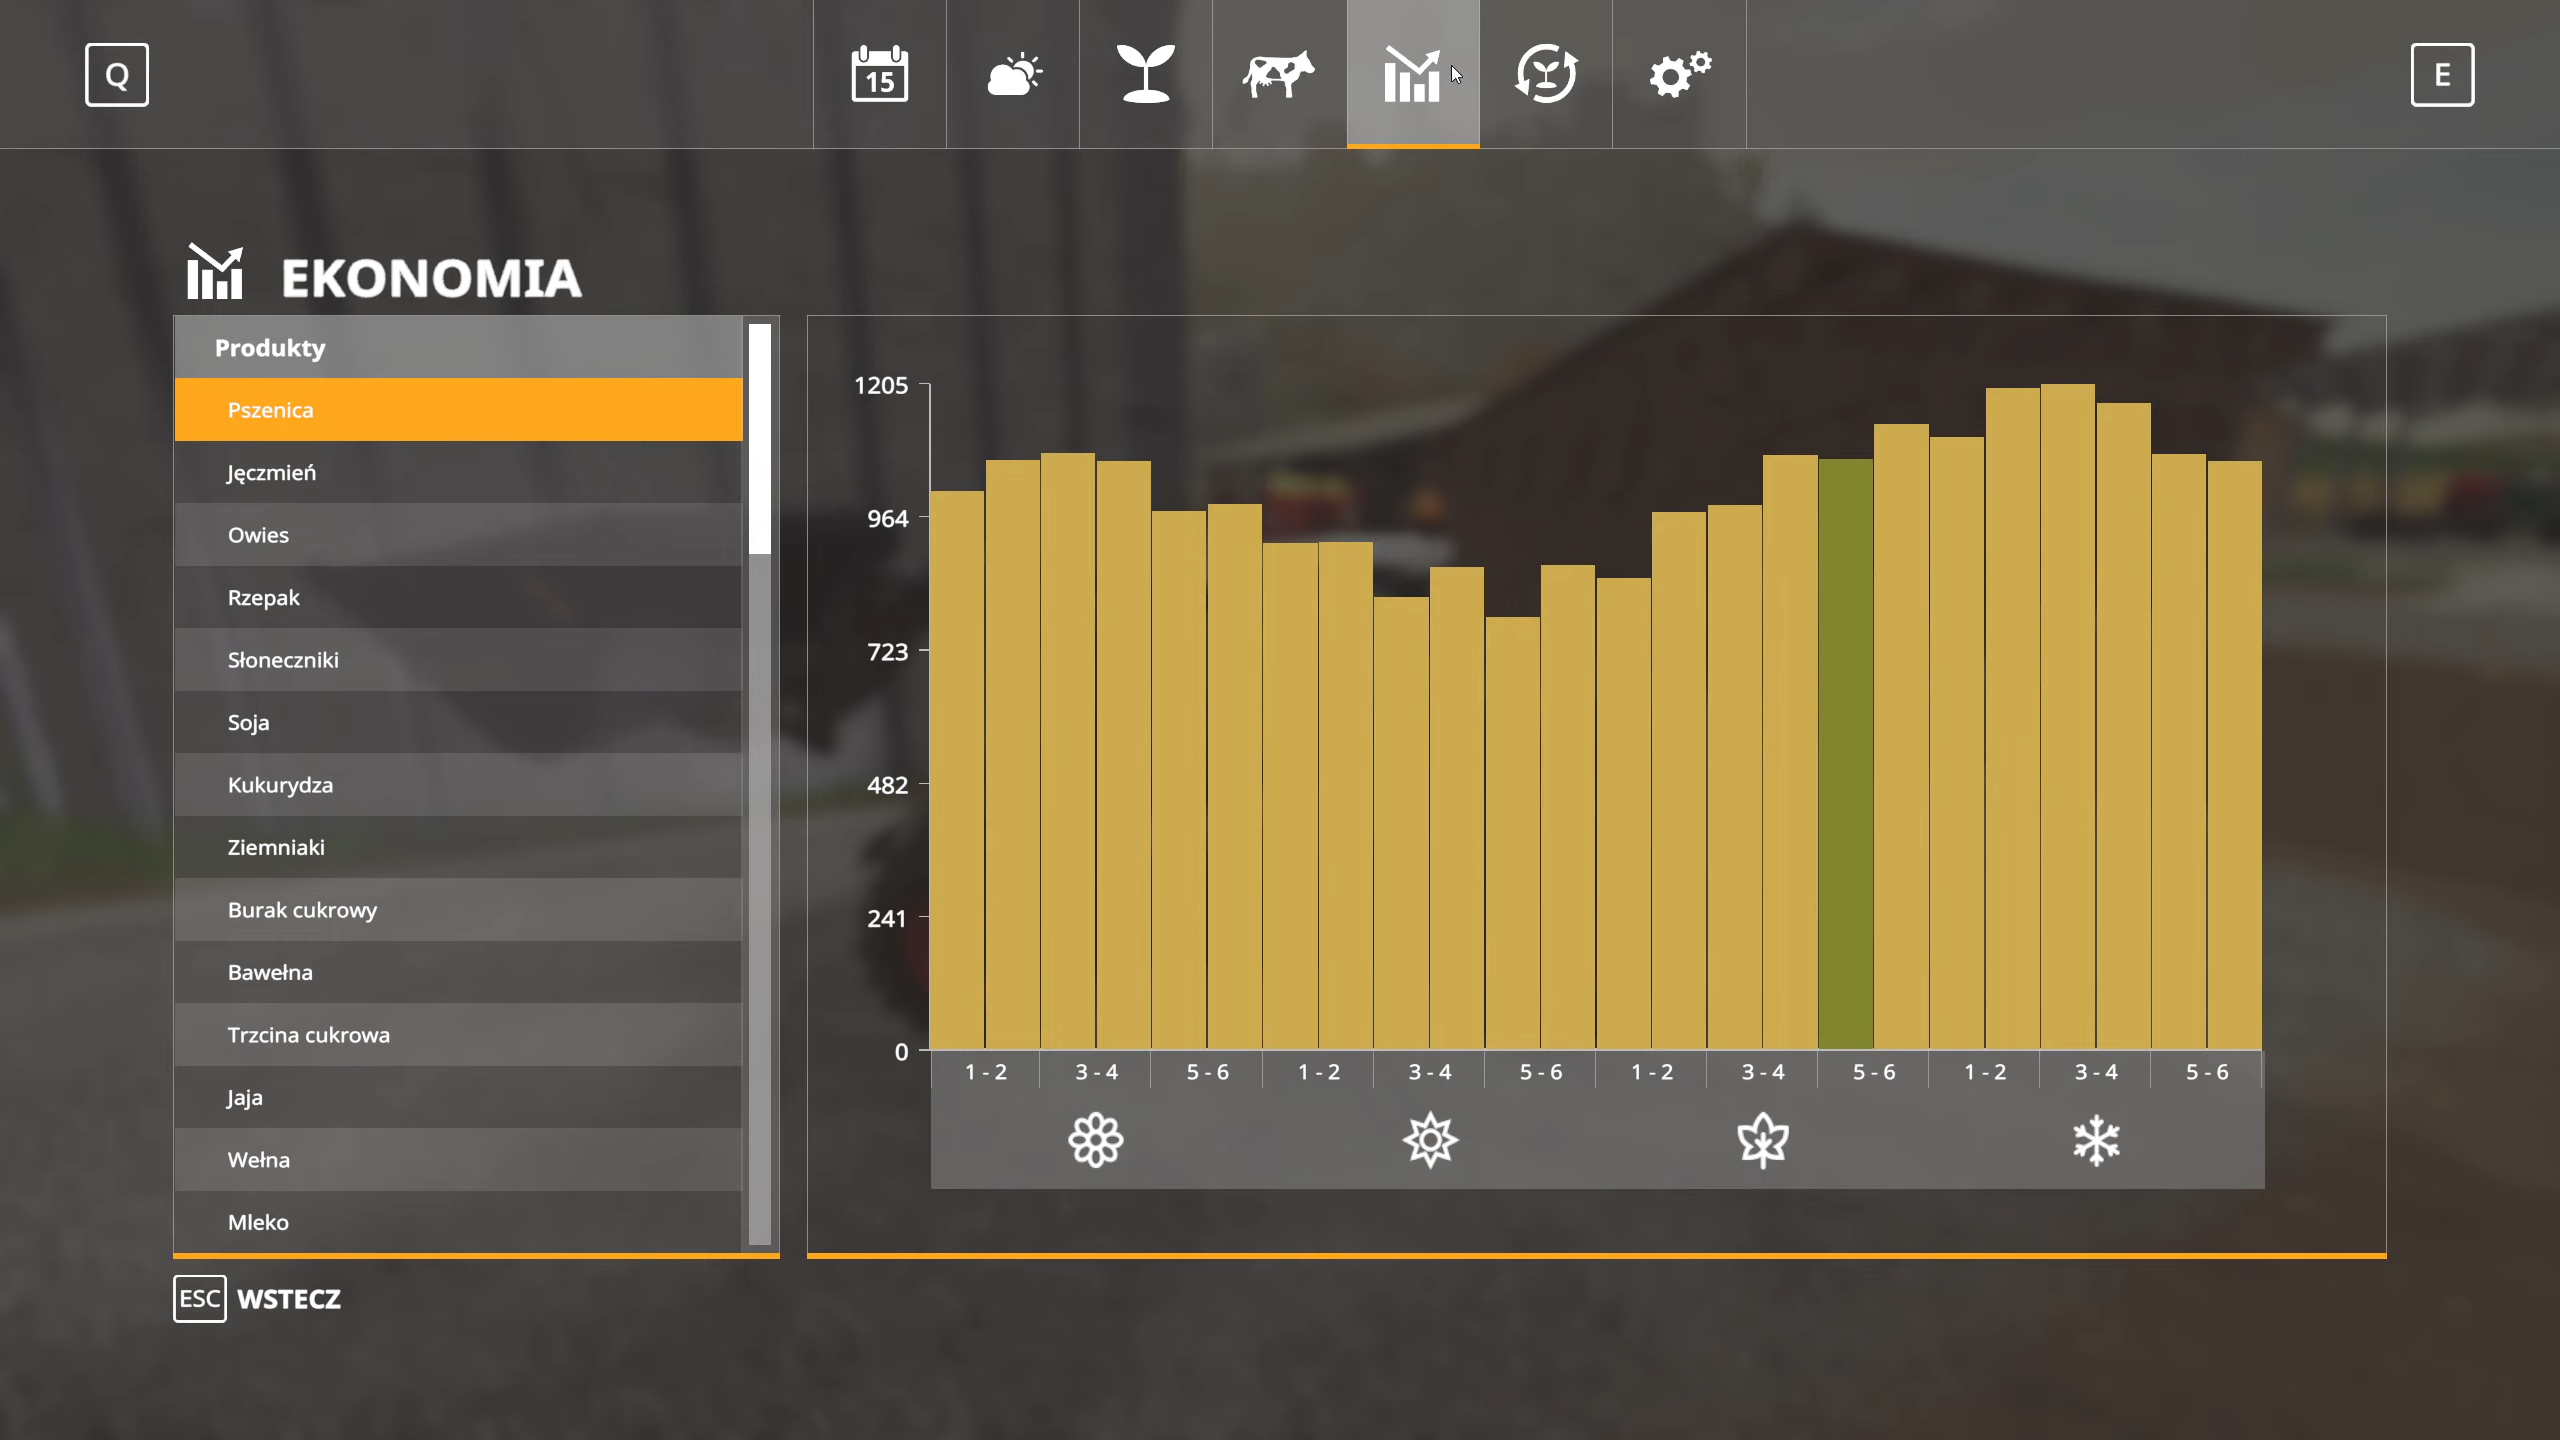 Q
15
E
EKONOMIA
Produkty
Pszenica
Jęczmień
Owies
Rzepak
Słoneczniki
Soja
Kukurydza
Ziemniaki
Burak cukrowy
Bawełna
Trzcina cukrowa
Jaja
Wełna
Mleko
1205
964
723
482
241
0
1 - 2 3 - 4 5 - 6 1 - 2 3 - 4 5 - 6 1 - 2 3 - 4 5 - 6 1 - 2 3 - 4 5 - 6
ESC WSTECZ